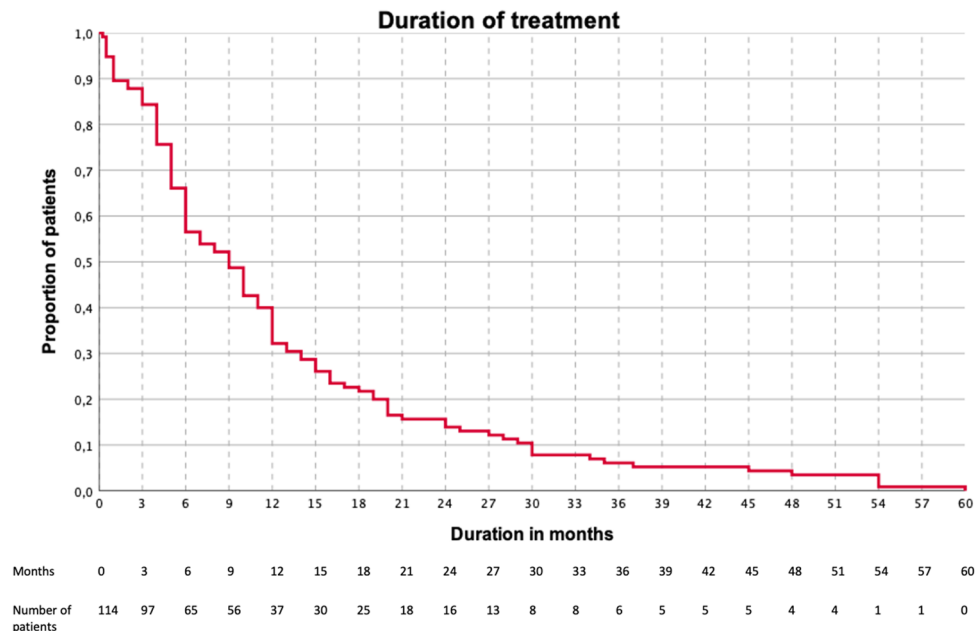 Duration of treatment
1,0
0,9
0,8
0,7
0,6
0,5
0,4
0,3
0,2
0,1
0,0
Proportion of patients
0 3 6 9 12 15 18 21 24 27 30 33 36 39 42 45 48 51 54 57 60
Duration in months
Months 0 3 6 9 12 15 18 21 24 27 30 33 36 39 42 45 48 51 54 57 60
Number of 114 97 65 56 37 30 25 18 16 13 8 8 6 5 5 5 4 4 1 1 0
patients